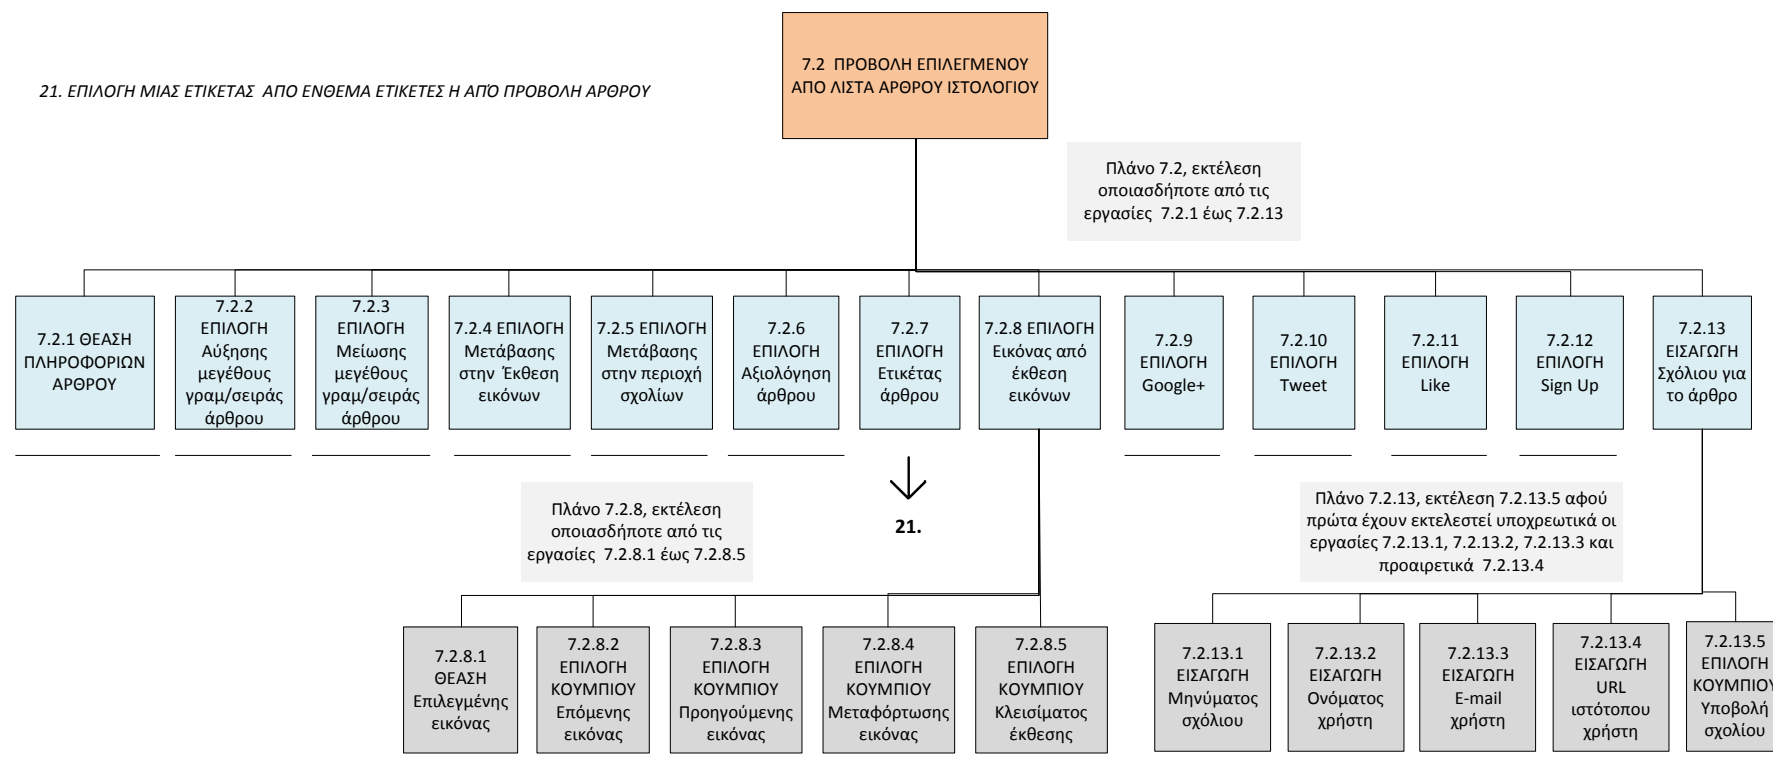 7.2 ΠΡΟΒΟΛΗ ΕΠΙΛΕΓΜΕΝΟΥ
ΑΠΟ ΛΙΣΤΑ ΑΡΘΡΟΥ ΙΣΤΟΛΟΓΙΟΥ
21. ΕΠΙΛΟΓΗ ΜΙΑΣ ΕΤΙΚΕΤΑΣ ΑΠΟ ΕΝΘΕΜΑ ΕΤΙΚΕΤΕΣ Η ΑΠΌ ΠΡΟΒΟΛΗ ΑΡΘΡΟΥ
Πλάνο 7.2, εκτέλεση
οποιασδήποτε από τις
εργασίες 7.2.1 έως 7.2.13
7.2.1 ΘΕΑΣΗ
ΠΛΗΡΟΦΟΡΙΩΝ
ΑΡΘΡΟΥ
7.2.2
ΕΠΙΛΟΓΗ
Αύξησης
μεγέθους
γραμ/σειράς
άρθρου
7.2.3
ΕΠΙΛΟΓΗ
Μείωσης
μεγέθους
γραμ/σειράς
άρθρου
7.2.4 ΕΠΙΛΟΓΗ
Μετάβασης
στην Έκθεση
εικόνων
7.2.5 ΕΠΙΛΟΓΗ
Μετάβασης
στην περιοχή
σχολίων
7.2.6
ΕΠΙΛΟΓΗ
Αξιολόγηση
άρθρου
7.2.7
ΕΠΙΛΟΓΗ
Ετικέτας
άρθρου
7.2.8 ΕΠΙΛΟΓΗ
Εικόνας από
έκθεση
εικόνων
7.2.9
ΕΠΙΛΟΓΗ
Google+
7.2.10
ΕΠΙΛΟΓΗ
Tweet
7.2.11
ΕΠΙΛΟΓΗ
Like
7.2.12
ΕΠΙΛΟΓΗ
Sign Up
7.2.13
ΕΙΣΑΓΩΓΗ
Σχόλιου για
το άρθρο
Πλάνο 7.2.8, εκτέλεση
οποιασδήποτε από τις
εργασίες 7.2.8.1 έως 7.2.8.5
21.
Πλάνο 7.2.13, εκτέλεση 7.2.13.5 αφού
πρώτα έχουν εκτελεστεί υποχρεωτικά οι
εργασίες 7.2.13.1, 7.2.13.2, 7.2.13.3 και
προαιρετικά 7.2.13.4
7.2.8.1
ΘΕΑΣΗ
Επιλεγμένης
εικόνας
7.2.8.2
ΕΠΙΛΟΓΗ
ΚΟΥΜΠΙΟΥ
Επόμενης
εικόνας
7.2.8.3
ΕΠΙΛΟΓΗ
ΚΟΥΜΠΙΟΥ
Προηγούμενης
εικόνας
7.2.8.4
ΕΠΙΛΟΓΗ
ΚΟΥΜΠΙΟΥ
Μεταφόρτωσης
εικόνας
7.2.8.5
ΕΠΙΛΟΓΗ
ΚΟΥΜΠΙΟΥ
Κλεισίματος
έκθεσης
7.2.13.1
ΕΙΣΑΓΩΓΗ
Μηνύματος
σχόλιου
7.2.13.2
ΕΙΣΑΓΩΓΗ
Ονόματος
χρήστη
7.2.13.3
ΕΙΣΑΓΩΓΗ
E-mail
χρήστη
7.2.13.4
ΕΙΣΑΓΩΓΗ
URL
ιστότοπου
χρήστη
7.2.13.5
ΕΠΙΛΟΓΗ
ΚΟΥΜΠΙΟΥ
Υποβολή
σχολίου